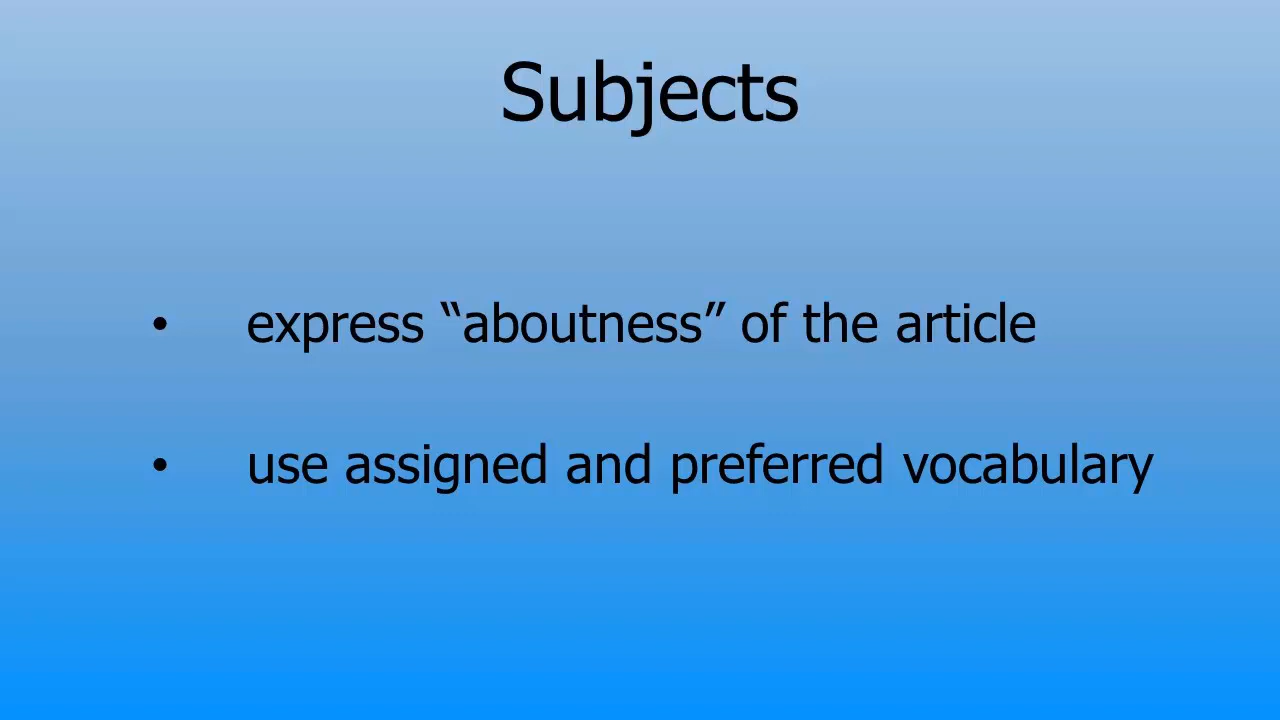 Subjects
• express “aboutness” of the article
• use assigned and preferred vocabulary